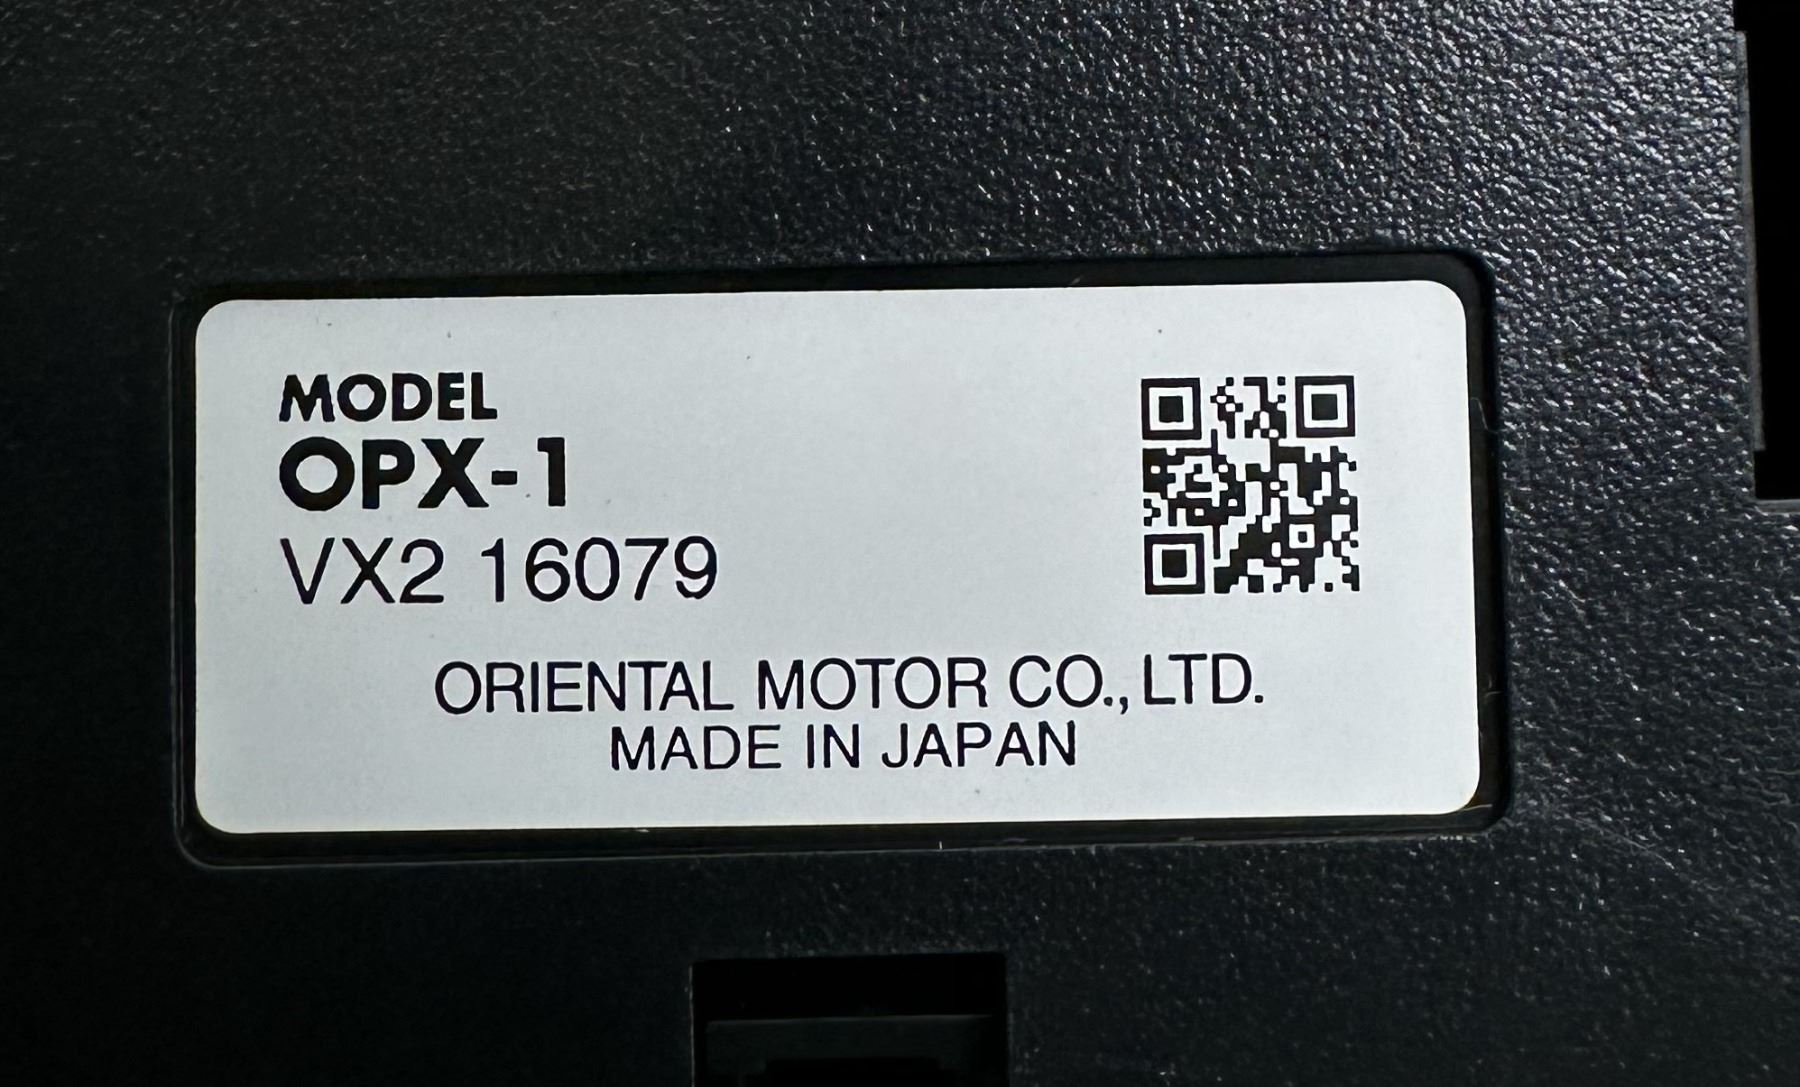 MODEL
OPX-1
VX2 16079
ORIENTAL MOTOR CO., LTD.
MADE IN JAPAN